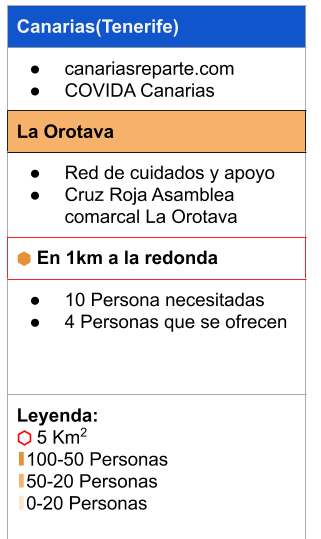 Canarias(Tenerife)
● canariasreparte.com
● COVIDA Canarias
La Orotava
● Red de cuidados y apoyo
● Cruz Roja Asamblea
comarcal La Orotava
En 1km a la redonda
● 10 Persona necesitadas
● 4 Personas que se ofrecen
Leyenda:
5 Km²
100-50 Personas
50-20 Personas
0-20 Personas